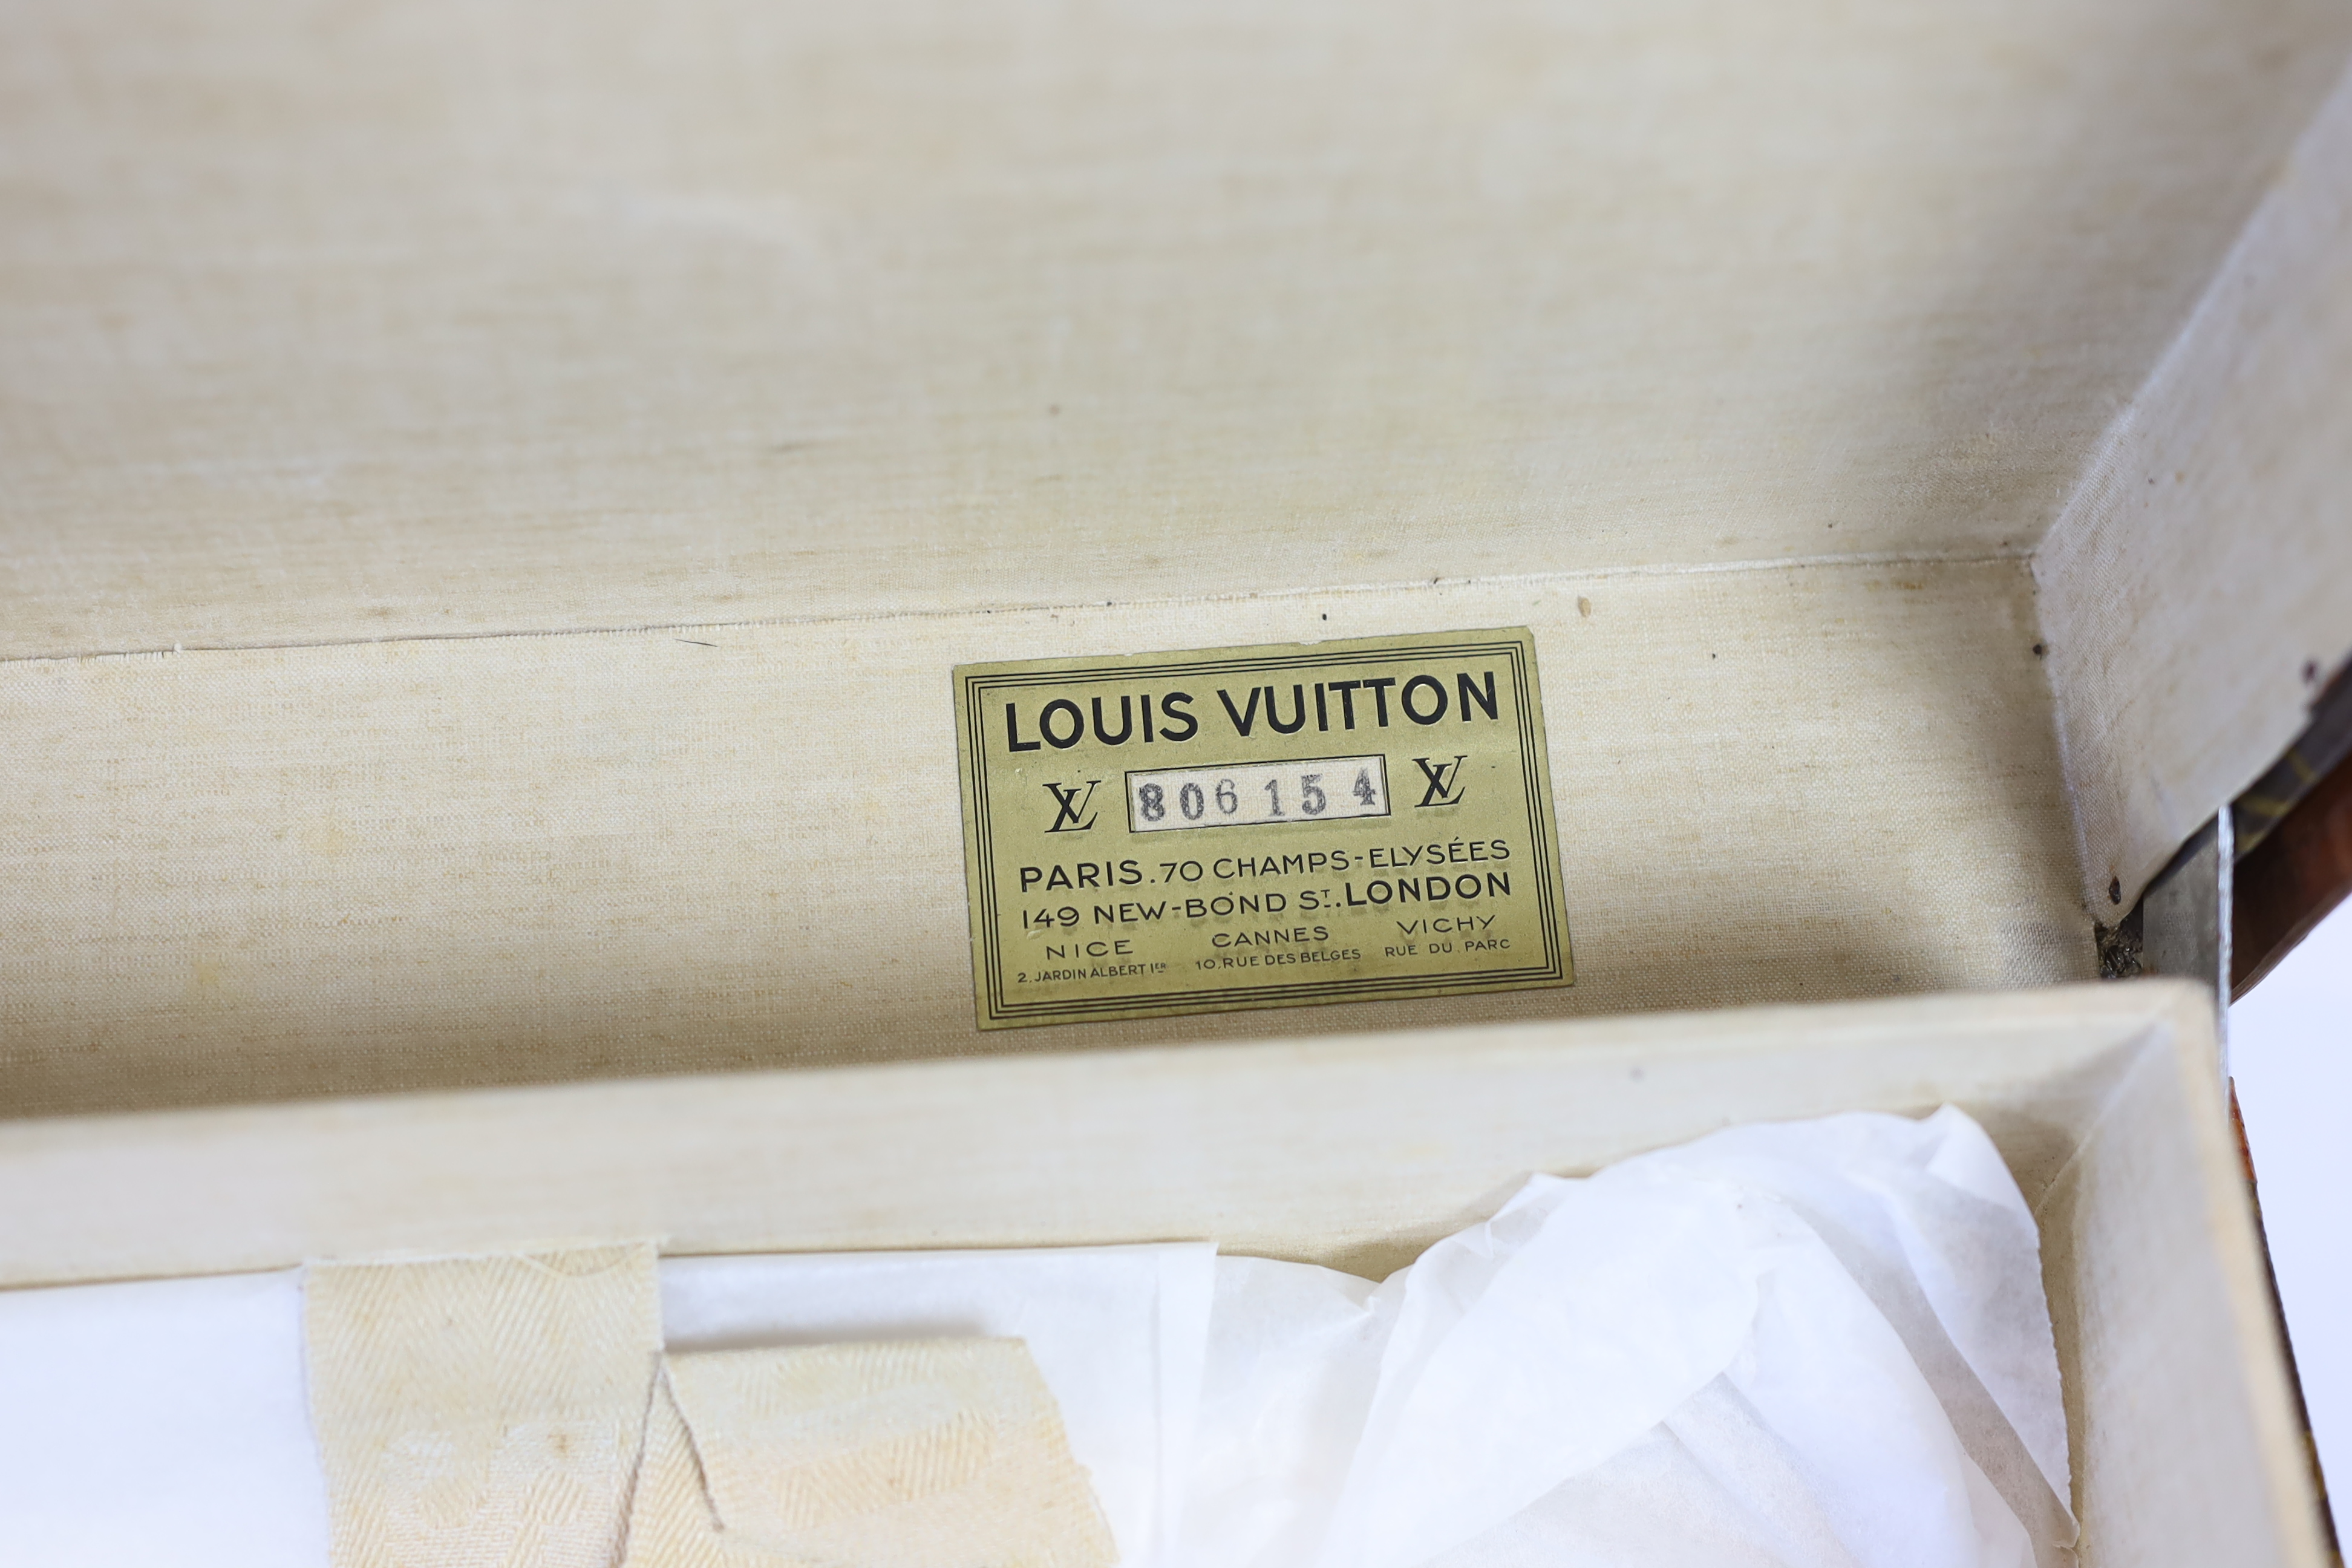 LOUIS VUITTON
LV 806154 LV
PARIS.70 CHAMPS-ELYSÉES
149 NEW-BOND ST.LONDON
NICE CANNES VICHY
2.JARDIN ALBERT 1ER 10.RUE DES BELGES RUE DU PARC